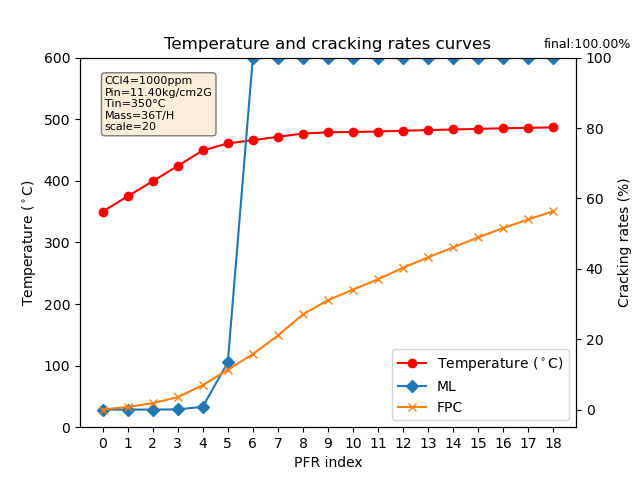 Temperature and cracking rates curves
final:100.00%
CCl4=1000ppm
Pin=11.40kg/cm2G
Tin=350°C
Mass=36T/H
scale=20
Temperature (°C)
600
500
400
300
200
100
0
Cracking rates (%)
100
80
60
40
20
0
Temperature (°C)
ML
FPC
0 1 2 3 4 5 6 7 8 9 10 11 12 13 14 15 16 17 18
PFR index